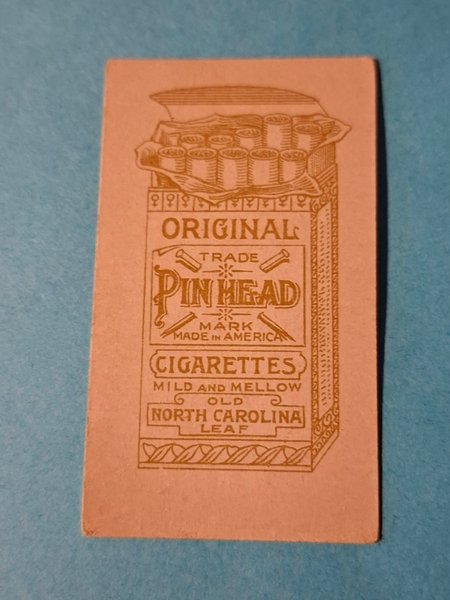 ORIGINAL
TRADE
PIN HEAD
MARK
MADE IN AMERICA
CIGARETTES
MILD AND MELLOW
OLD
NORTH CAROLINA
LEAF